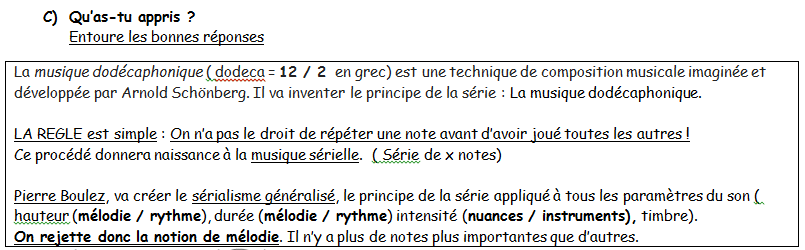 C) Qu'as-tu appris ?
Entoure les bonnes réponses
La musique dodécaphonique ( dodeca = 12 / 2 en grec) est une technique de composition musicale imaginée et
développée par Arnold Schönberg. Il va inventer le principe de la série : La musique dodécaphonique.
LA REGLE est simple : On n'a pas le droit de répéter une note avant d'avoir joué toutes les autres !
Ce procédé donnera naissance à la musique sérielle. ( Série de x notes)
Pierre Boulez, va créer le sérialisme généralisé, le principe de la série appliqué à tous les paramètres du son (
hauteur (mélodie / rythme), durée (mélodie / rythme) intensité (nuances / instruments), timbre).
On rejette donc la notion de mélodie. Il n'y a plus de notes plus importantes que d'autres.